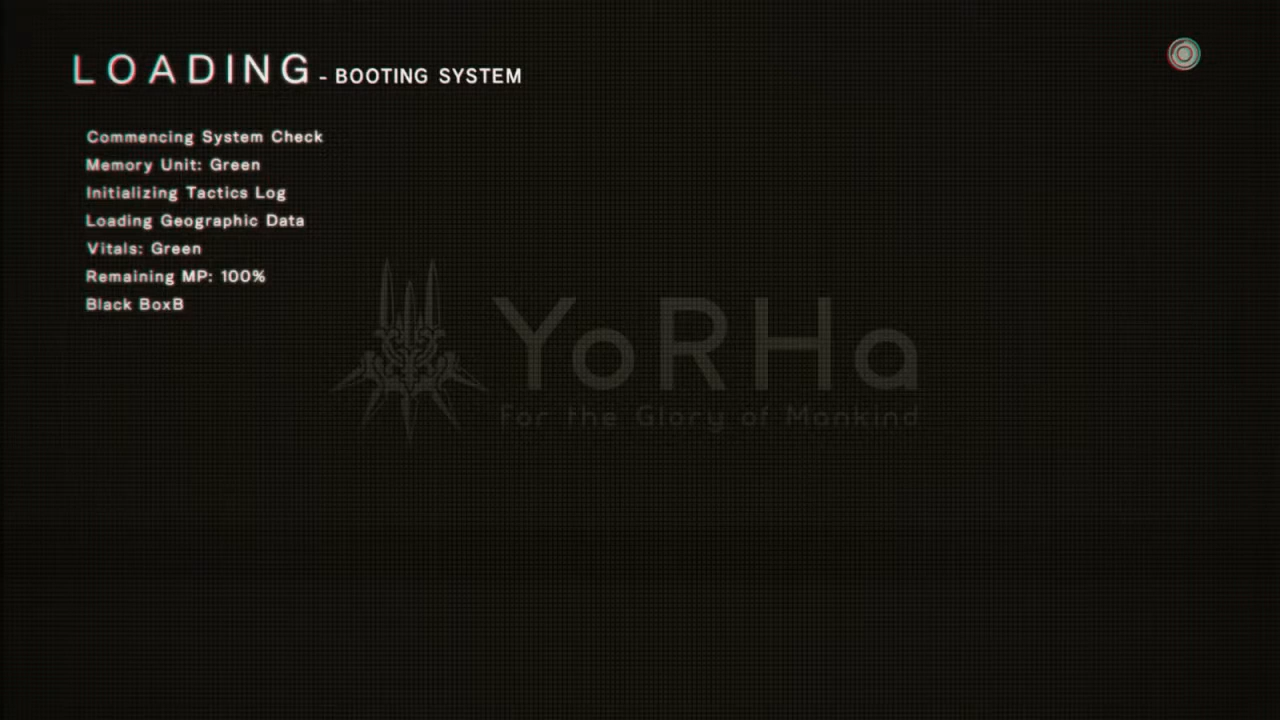 LOADING - BOOTING SYSTEM
Commencing System Check
Memory Unit: Green
Initializing Tactics Log
Loading Geographic Data
Vitals: Green
Remaining MP: 100%
Black BoxB
YoRHa
For the Glory of Mankind